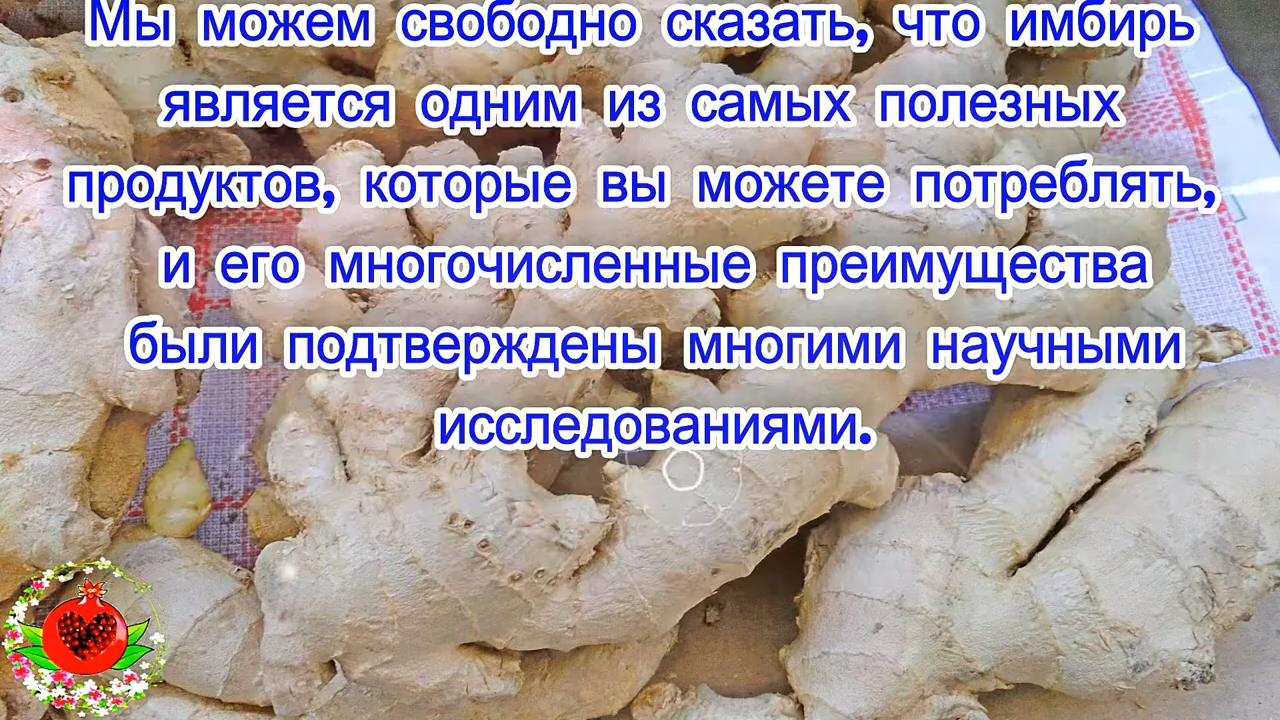 Мы можем свободно сказать, что имбирь
является одним из самых полезных
продуктов, которые вы можете потреблять,
и его многочисленные преимущества
были подтверждены многими научными
исследованиями.